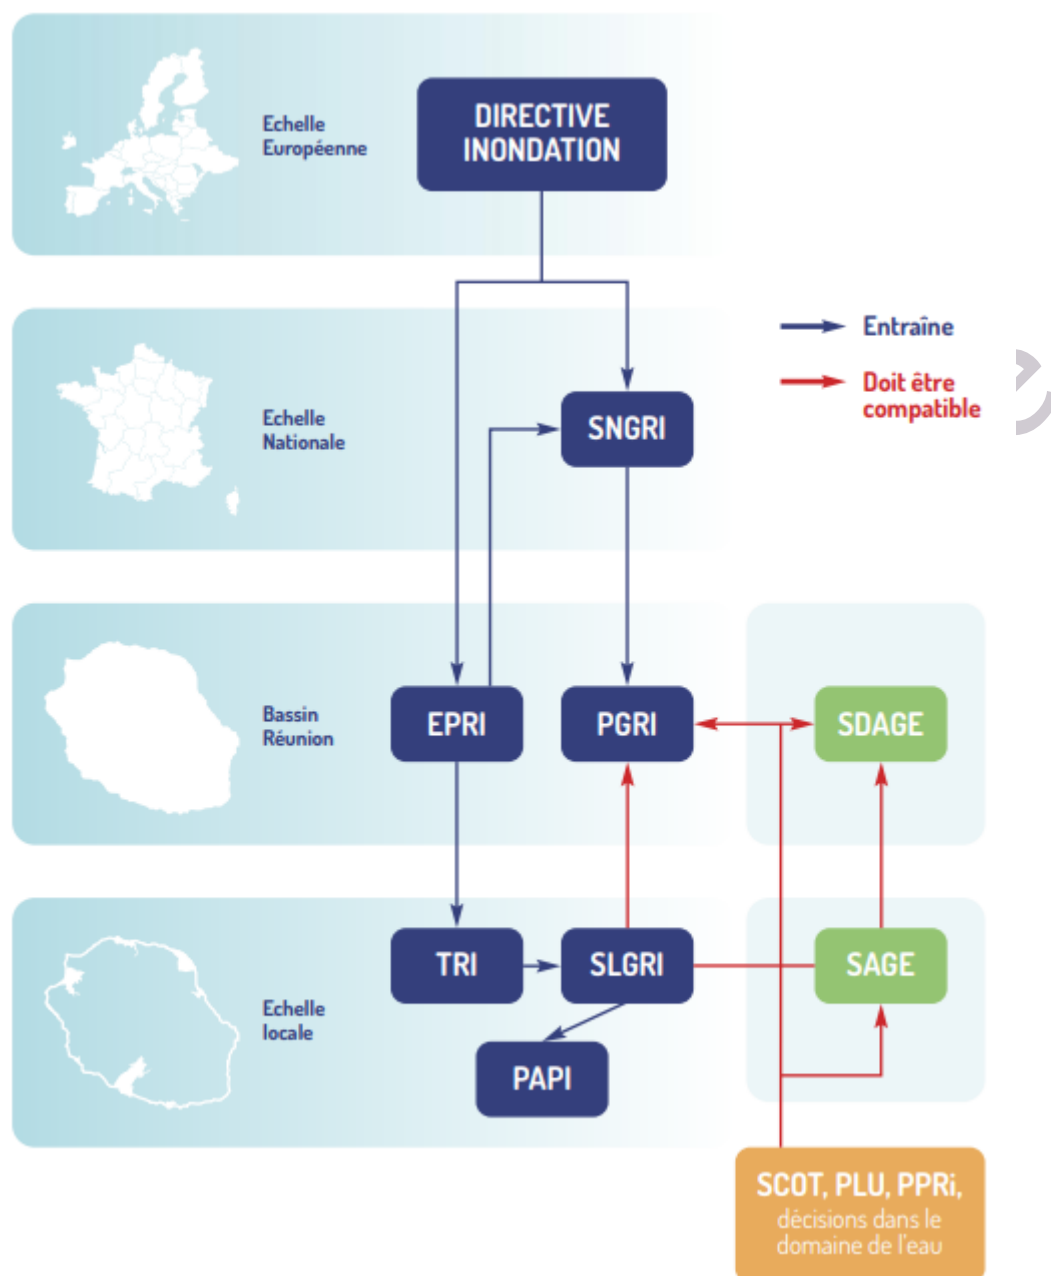 DIRECTIVE
INONDATION
Echelle
Européenne
Entraîne
Doit être
compatible
Echelle
Nationale
SNGRI
Bassin
Réunion
EPRI
PGRI
SDAGE
Echelle
locale
TRI
SLGRI
SAGE
PAPI
SCOT, PLU, PPRi,
décisions dans le
domaine de l'eau